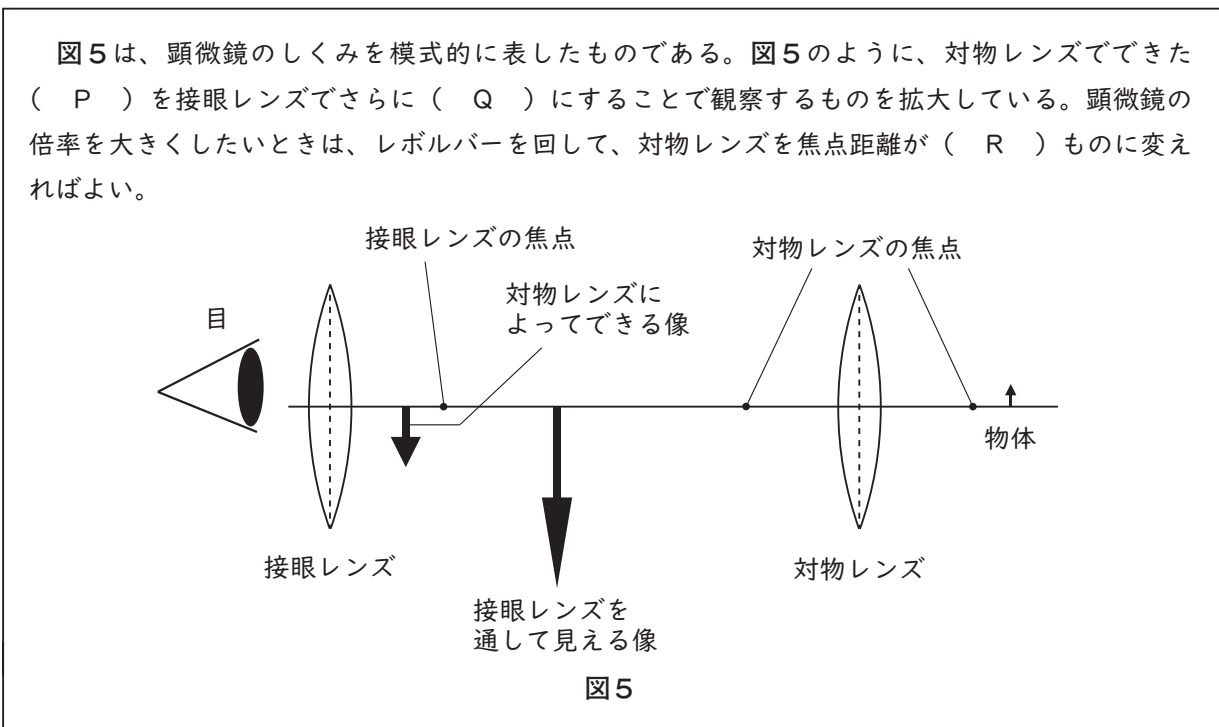 図5は、顕微鏡のしくみを模式的に表したものである。図5のように、対物レンズでできた
(　P　)を接眼レンズでさらに(　Q　)にすることで観察するものを拡大している。顕微鏡の
倍率を大きくしたいときは、レボルバーを回して、対物レンズを焦点距離が(　R　)ものに変え
ればよい。
接眼レンズの焦点
対物レンズの焦点
対物レンズに
よってできる像
目
物体
接眼レンズ
対物レンズ
接眼レンズを
通して見える像
図5